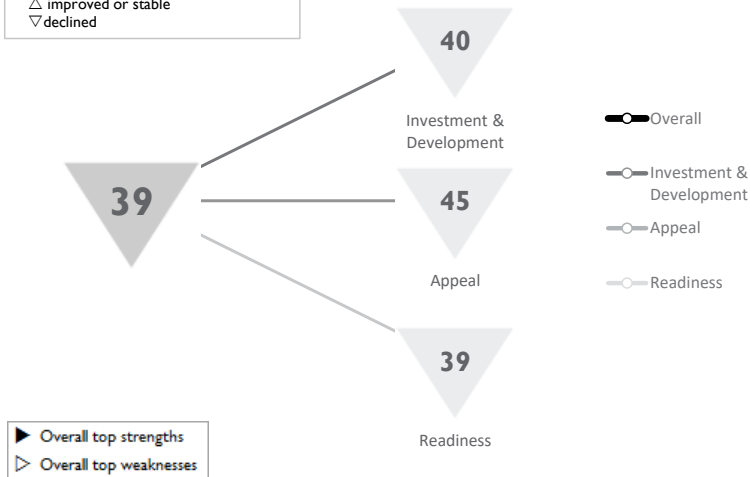 △ improved or stable
▽ declined
40
Investment &
Development
39
45
Appeal
39
Readiness
Overall
Investment &
Development
Appeal
Readiness
▶ Overall top strengths
▷ Overall top weaknesses